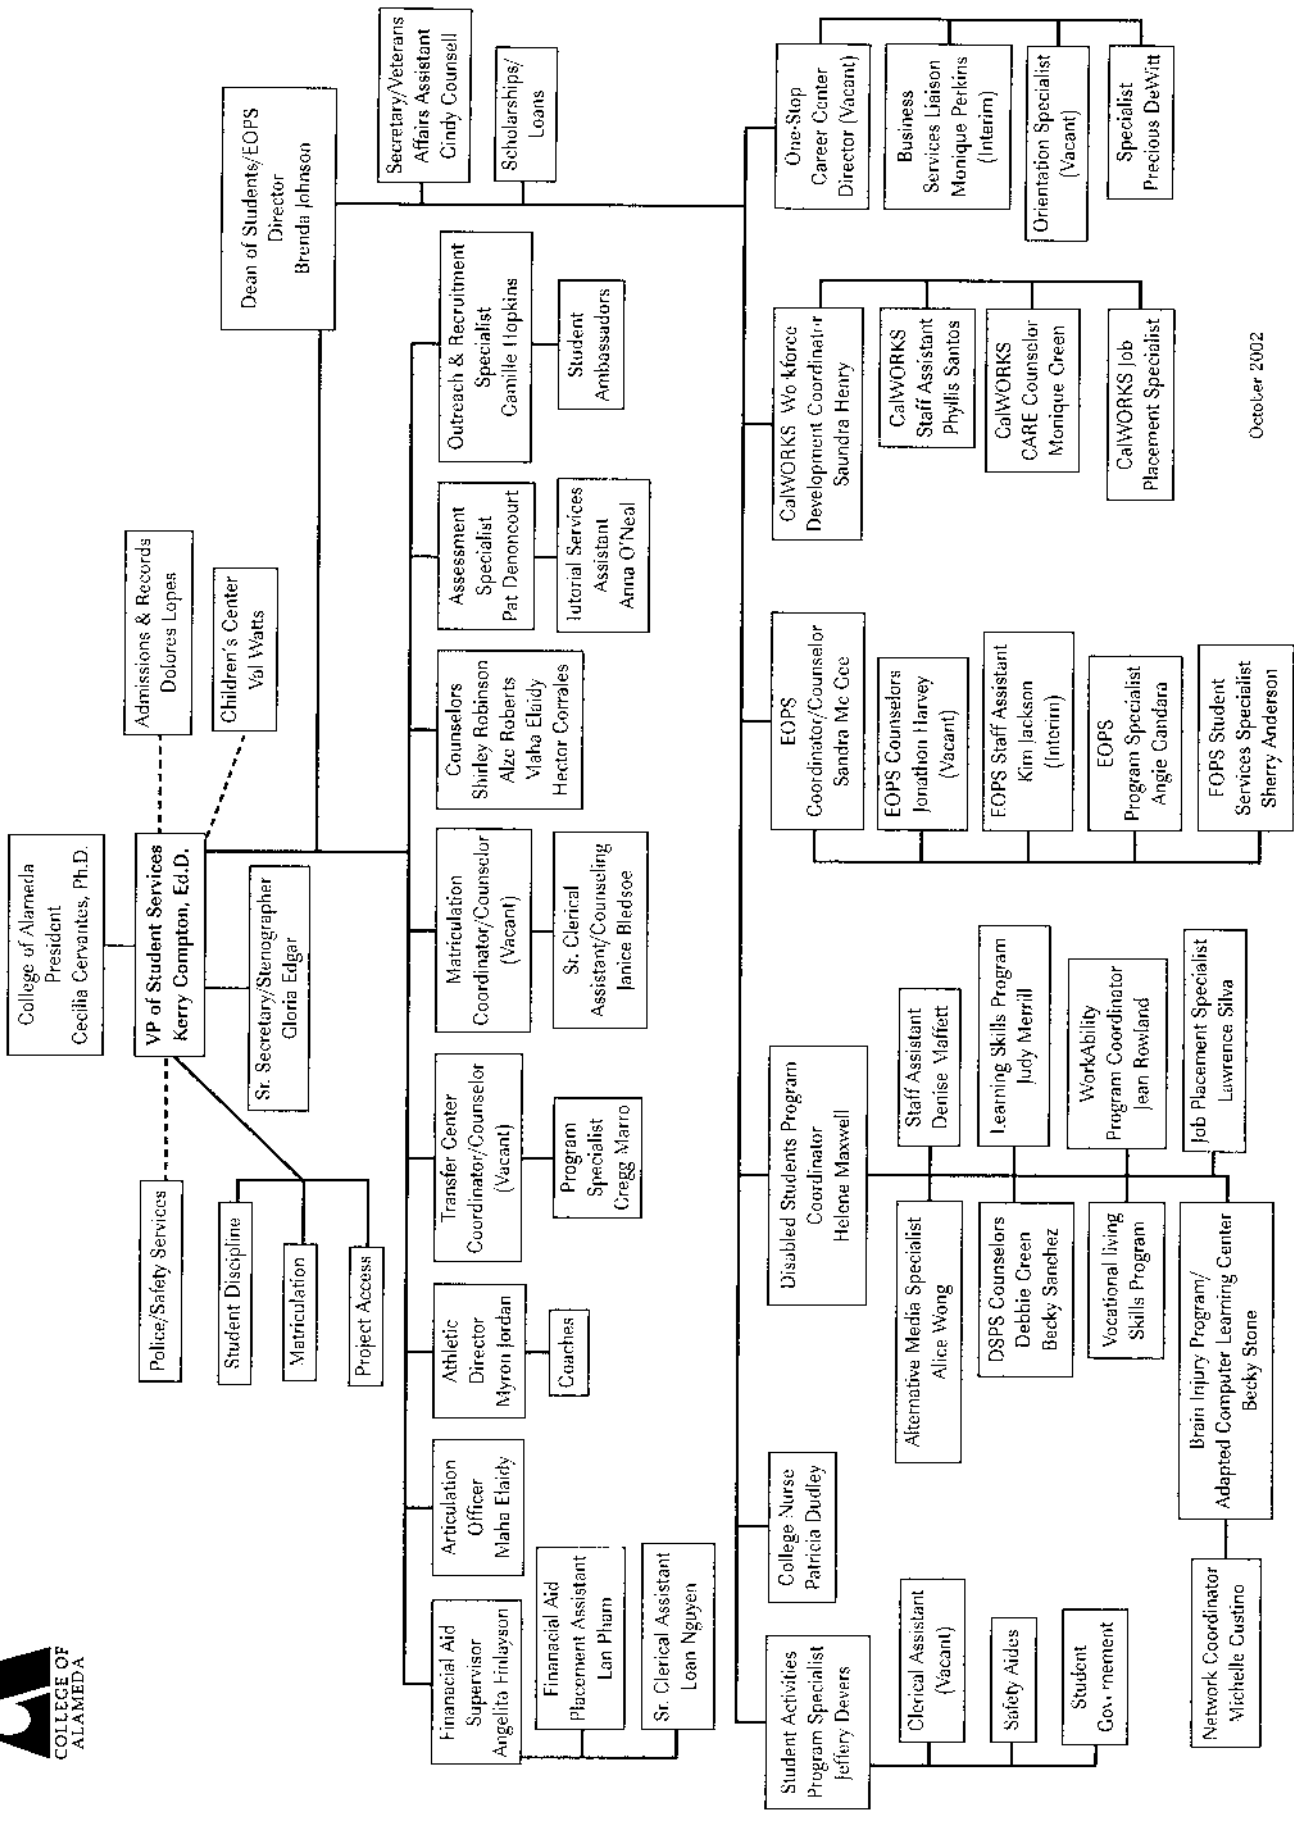 COLLEGE OF
ALAMEDA
College of Alameda
President
Cecilia Cervantes, Ph.D.
VP of Student Services
Kerry Compton, Ed.D.
Admissions & Records
Dolores Lopes
Children's Center
Val Watts
Police/Safety Services
Sr. Secretary/Stenographer
Gloria Edgar
Student Discipline
Matriculation
Project Access
Dean of Students/EOPS
Director
Brenda Johnson
Secretary/Veterans
Affairs Assistant
Cindy Counsell
Scholarships/
Loans
Finanacial Aid
Supervisor
Angelita Finlayson
Finanacial Aid
Placement Assistant
Lan Pham
Sr. Clerical Assistant
Loan Nguyen
Articulation
Officer
Maha Elaidy
Athletic
Director
Myron Jordan
Coaches
Transfer Center
Coordinator/Counselor
(Vacant)
Program
Specialist
Gregg Marro
Matriculation
Coordinator/Counselor
(Vacant)
Sr. Clerical
Assistant/Counseling
Janice Bledsoe
Counselors
Shirley Robinson
Alze Roberts
Maha Elaidy
Hector Corrales
Assessment
Specialist
Pat Denoncourt
Tutorial Services
Assistant
Anna O'Neal
Outreach & Recruitment
Specialist
Camille Hopkins
Student
Ambassadors
Student Activities
Program Specialist
Jeffery Devers
Clerical Assistant
(Vacant)
Safety Aides
Student
Government
College Nurse
Patricia Dudley
Disabled Students Program
Coordinator
Helene Maxwell
Staff Assistant
Denise Maffett
Alternative Media Specialist
Alice Wong
Learning Skills Program
Judy Merrill
DSPS Counselors
Debbie Green
Becky Sanchez
WorkAbility
Program Coordinator
Jean Rowland
Vocational living
Skills Program
Job Placement Specialist
Lawrence Silva
Brain Injury Program/
Adapted Computer Learning Center
Becky Stone
Network Coordinator
Michelle Custino
EOPS
Coordinator/Counselor
Sandra Mc Gee
EOPS Counselors
Jonathon Harvey
(Vacant)
EOPS Staff Assistant
Kim Jackson
(Interim)
EOPS
Program Specialist
Angie Gandara
EOPS Student
Services Specialist
Sherry Anderson
CalWORKS Workforce
Development Coordinator
Saundra Henry
CalWORKS
Staff Assistant
Phyllis Santos
CalWORKS
CARE Counselor
Monique Green
CalWORKS Job
Placement Specialist
One-Stop
Career Center
Director (Vacant)
Business
Services Liaison
Monique Perkins
(Interim)
Orientation Specialist
(Vacant)
Specialist
Precious DeWitt
October 2002